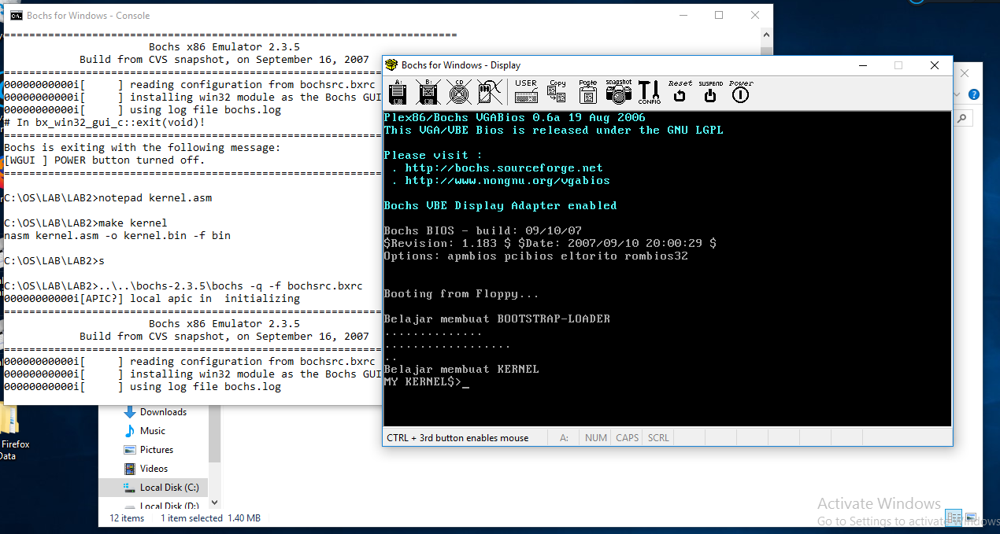 Bochs for Windows - Console
================================================================
Bochs x86 Emulator 2.3.5
Build from CVS snapshot, on September 16, 2007
================================================================
00000000000i[     ] reading configuration from bochsrc.bxrc
00000000000i[     ] installing win32 module as the Bochs GUI
00000000000i[     ] using log file bochs.log
# In bx_win32_gui_c::exit(void)!
================================================================
Bochs is exiting with the following message:
[WGUI ] POWER button turned off.
================================================================
C:\OS\LAB\LAB2>notepad kernel.asm
C:\OS\LAB\LAB2>make kernel
nasm kernel.asm -o kernel.bin -f bin
C:\OS\LAB\LAB2>s
C:\OS\LAB\LAB2>..\..\bochs-2.3.5\bochs -q -f bochsrc.bxrc
00000000000i[APIC?] local apic in  initializing
================================================================
Bochs x86 Emulator 2.3.5
Build from CVS snapshot, on September 16, 2007
================================================================
00000000000i[     ] reading configuration from bochsrc.bxrc
00000000000i[     ] installing win32 module as the Bochs GUI
00000000000i[     ] using log file bochs.log
Bochs for Windows - Display
A: B: CD USER Copy Paste snapshot CONFIG Reset SUSPEND Power
Plex86/Bochs VGABios 0.6a 19 Aug 2006
This VGA/VBE Bios is released under the GNU LGPL
Please visit :
. http://bochs.sourceforge.net
. http://www.nongnu.org/vgabios
Bochs VBE Display Adapter enabled
Bochs BIOS - build: 09/10/07
$Revision: 1.183 $ $Date: 2007/09/10 20:00:29 $
Options: apmbios pcibios eltorito rombios32
Booting from Floppy...
Belajar membuat BOOTSTRAP-LOADER
..............
..................
..
Belajar membuat KERNEL
MY KERNEL$>_
CTRL + 3rd button enables mouse A: NUM CAPS SCRL
Firefox
Data
Downloads
Music
Pictures
Videos
Local Disk (C:)
Local Disk (D:)
12 items 1 item selected 1.40 MB
Activate Windows
Go to Settings to activate Windows